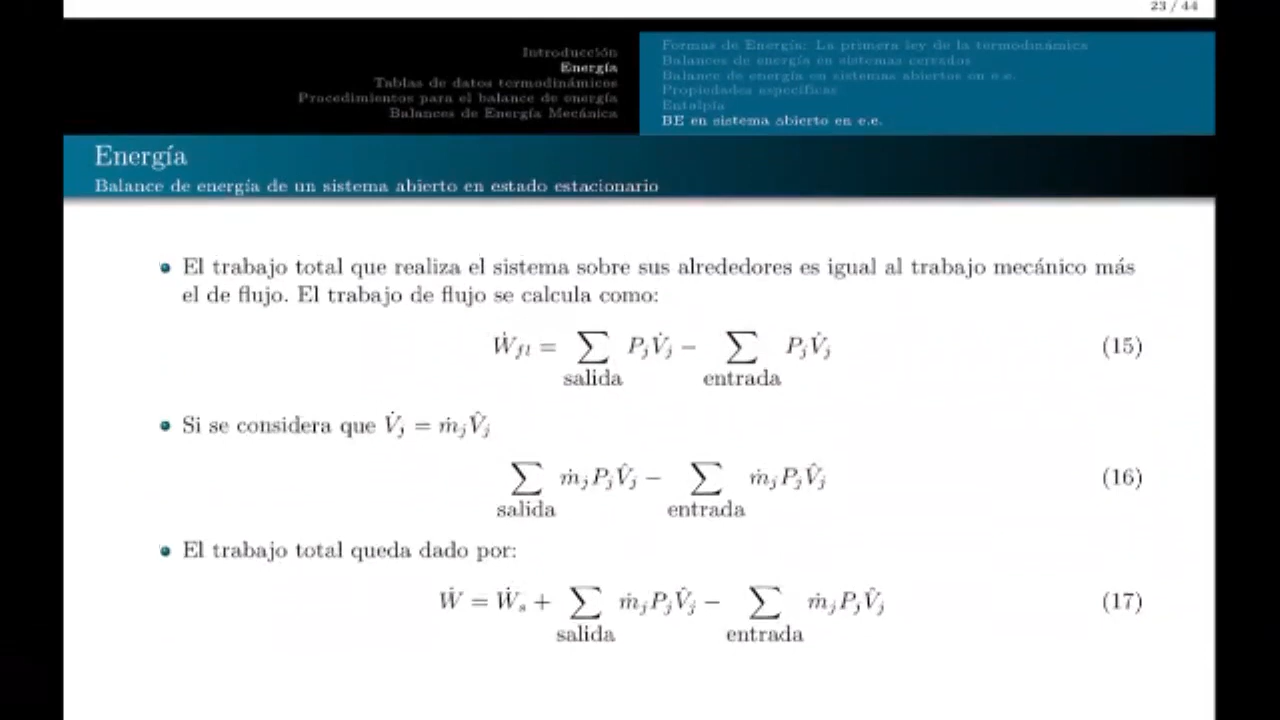 23 / 44
Introducción
Energía
Tablas de datos termodinámicos
Procedimientos para el balance de energía
Balances de Energía Mecánica
Formas de Energía: La primera ley de la termodinámica
Balances de energía en sistemas cerrados
Balance de energía en sistemas abiertos en e.e.
Propiedades específicas
Entalpía
BE en sistema abierto en e.e.
Energía
Balance de energía de un sistema abierto en estado estacionario
El trabajo total que realiza el sistema sobre sus alrededores es igual al trabajo mecánico más
el de flujo. El trabajo de flujo se calcula como:
Ẇ_fl = ∑_salida P_j V̇_j − ∑_entrada P_j V̇_j (15)
Si se considera que V̇_j = ṁ_j V̂_j
∑_salida ṁ_j P_j V̂_j − ∑_entrada ṁ_j P_j V̂_j (16)
El trabajo total queda dado por:
Ẇ = Ẇ_s + ∑_salida ṁ_j P_j V̂_j − ∑_entrada ṁ_j P_j V̂_j (17)